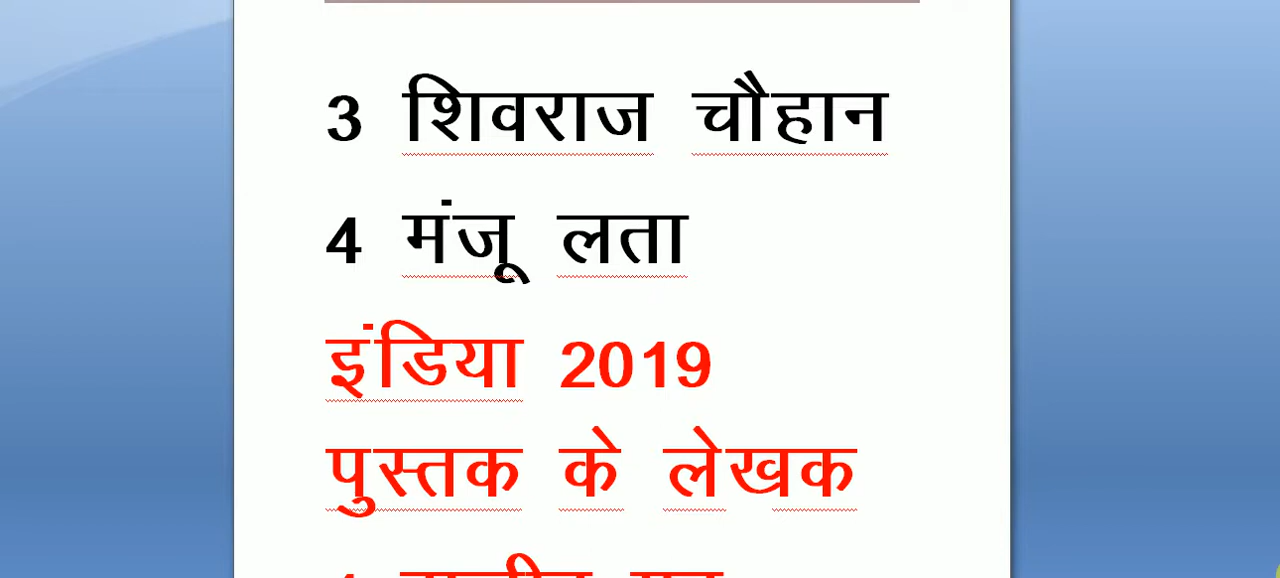 3 शिवराज चौहान
4 मंजू लता
इंडिया 2019
पुस्तक के लेखक